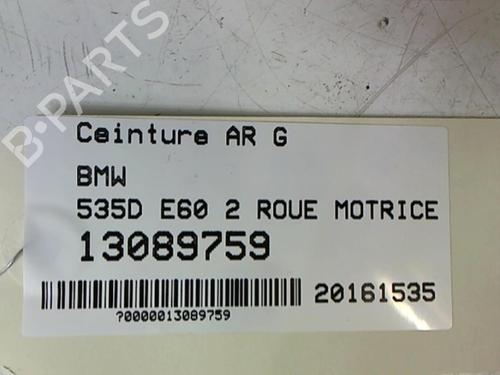 B-PARTS
Ceinture AR G
BMW
535D E60 2 ROUE MOTRICE
13089759
20161535
?0000013089759